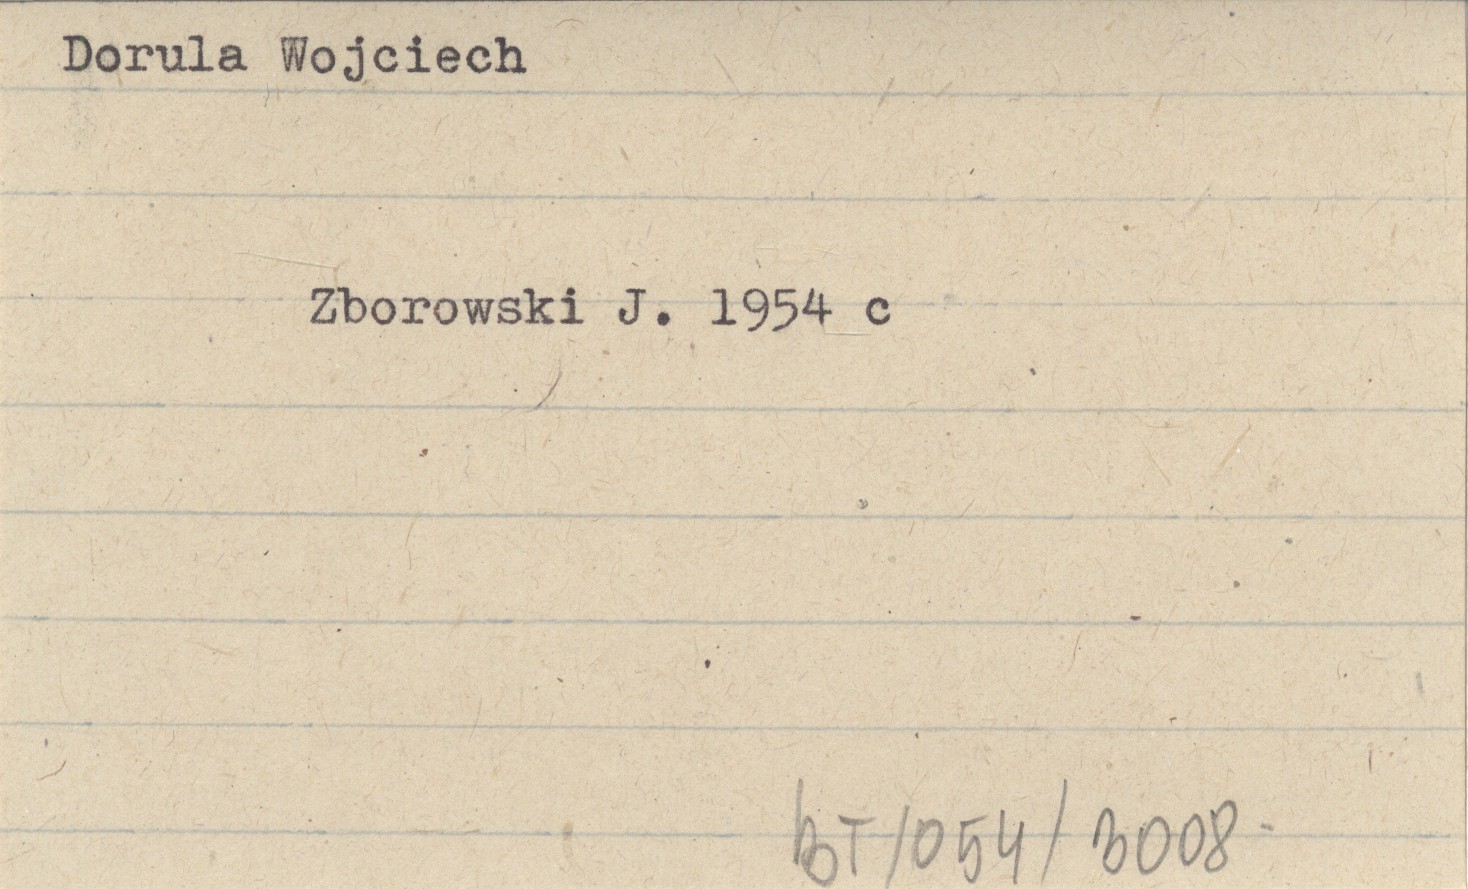 Dorula Wojciech
Zborowski J. 1954 c
BT/054/3008